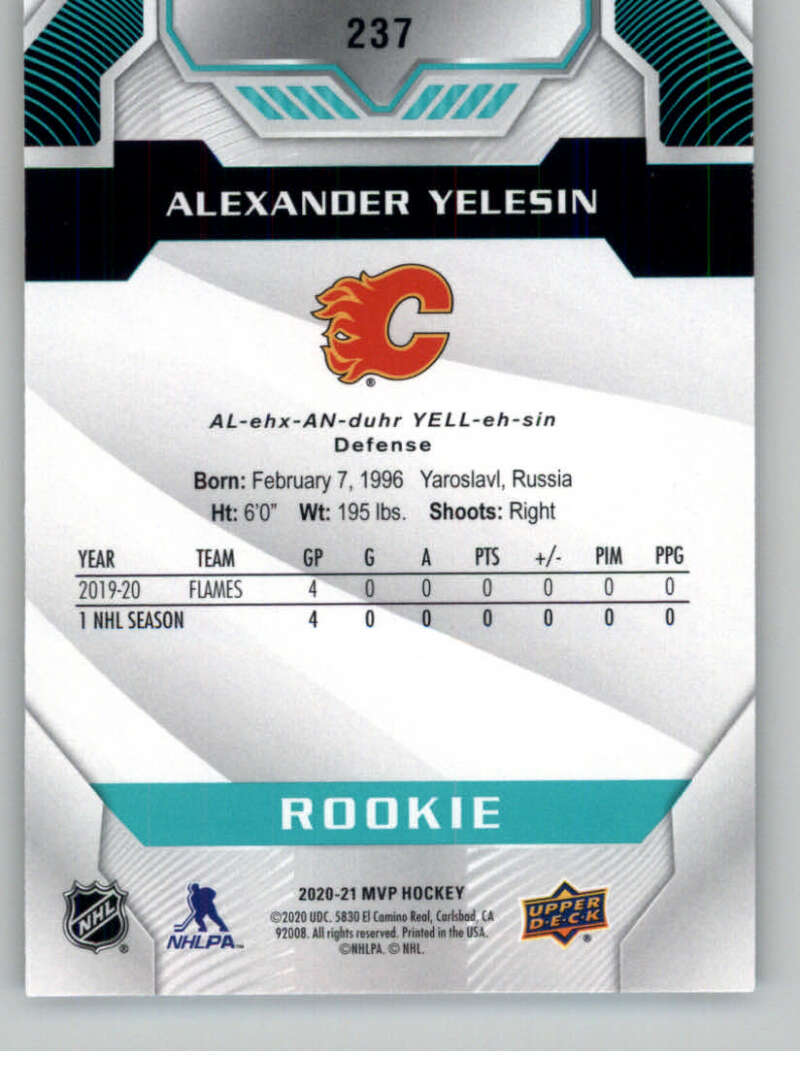 237
ALEXANDER YELESIN
C
®
AL-ehx-AN-duhr YELL-eh-sin
Defense
Born: February 7, 1996 Yaroslavl, Russia
Ht: 6'0" Wt: 195 lbs. Shoots: Right
YEAR TEAM GP G A PTS +/- PIM PPG
2019-20 FLAMES 4 0 0 0 0 0 0
1 NHL SEASON 4 0 0 0 0 0 0
ROOKIE
NHL ®
NHLPA™
2020-21 MVP HOCKEY
©2020 UDC. 5830 El Camino Real, Carlsbad, CA
92008. All rights reserved. Printed in the USA.
©NHLPA. © NHL.
UPPER
D·E·C·K ®